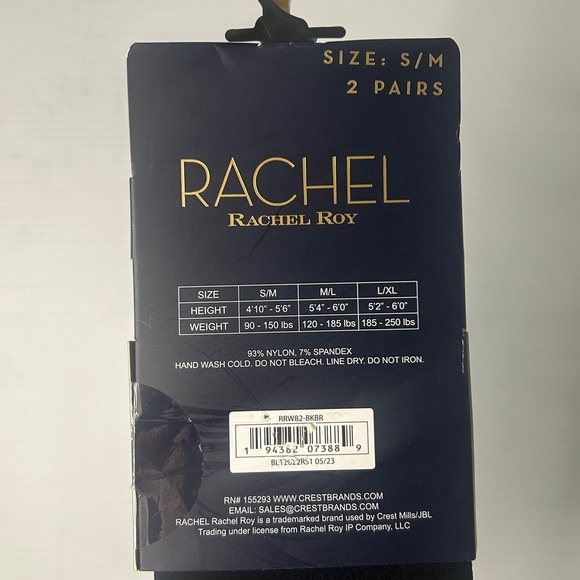 SIZE: S/M
2 PAIRS
RACHEL
RACHEL ROY
SIZE S/M M/L L/XL
HEIGHT 4'10" - 5'6" 5'4" - 6'0" 5'2" - 6'0"
WEIGHT 90 - 150 lbs 120 - 185 lbs 185 - 250 lbs
93% NYLON, 7% SPANDEX
HAND WASH COLD. DO NOT BLEACH. LINE DRY. DO NOT IRON.
RRW82-BKBR
1 94362 07388 9
05/23
RN# 155293 WWW.CRESTBRANDS.COM
EMAIL: SALES@CRESTBRANDS.COM
RACHEL Rachel Roy is a trademarked brand used by Crest Mills/JBL
Trading under license from Rachel Roy IP Company, LLC